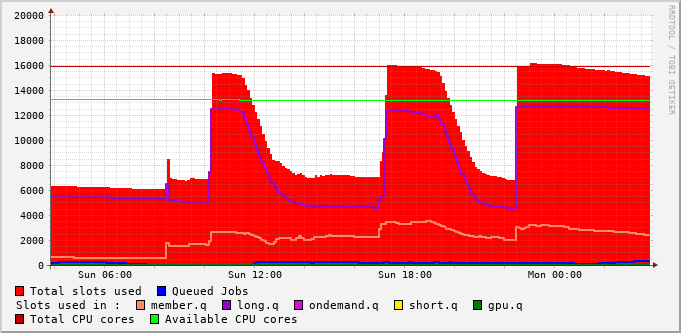 20000
18000
16000
14000
12000
10000
8000
6000
4000
2000
0
Sun 06:00 Sun 12:00 Sun 18:00 Mon 00:00
RRDTOOL / TOBI OETIKER
Total slots used Queued Jobs
Slots used in : member.q long.q ondemand.q short.q gpu.q
Total CPU cores Available CPU cores